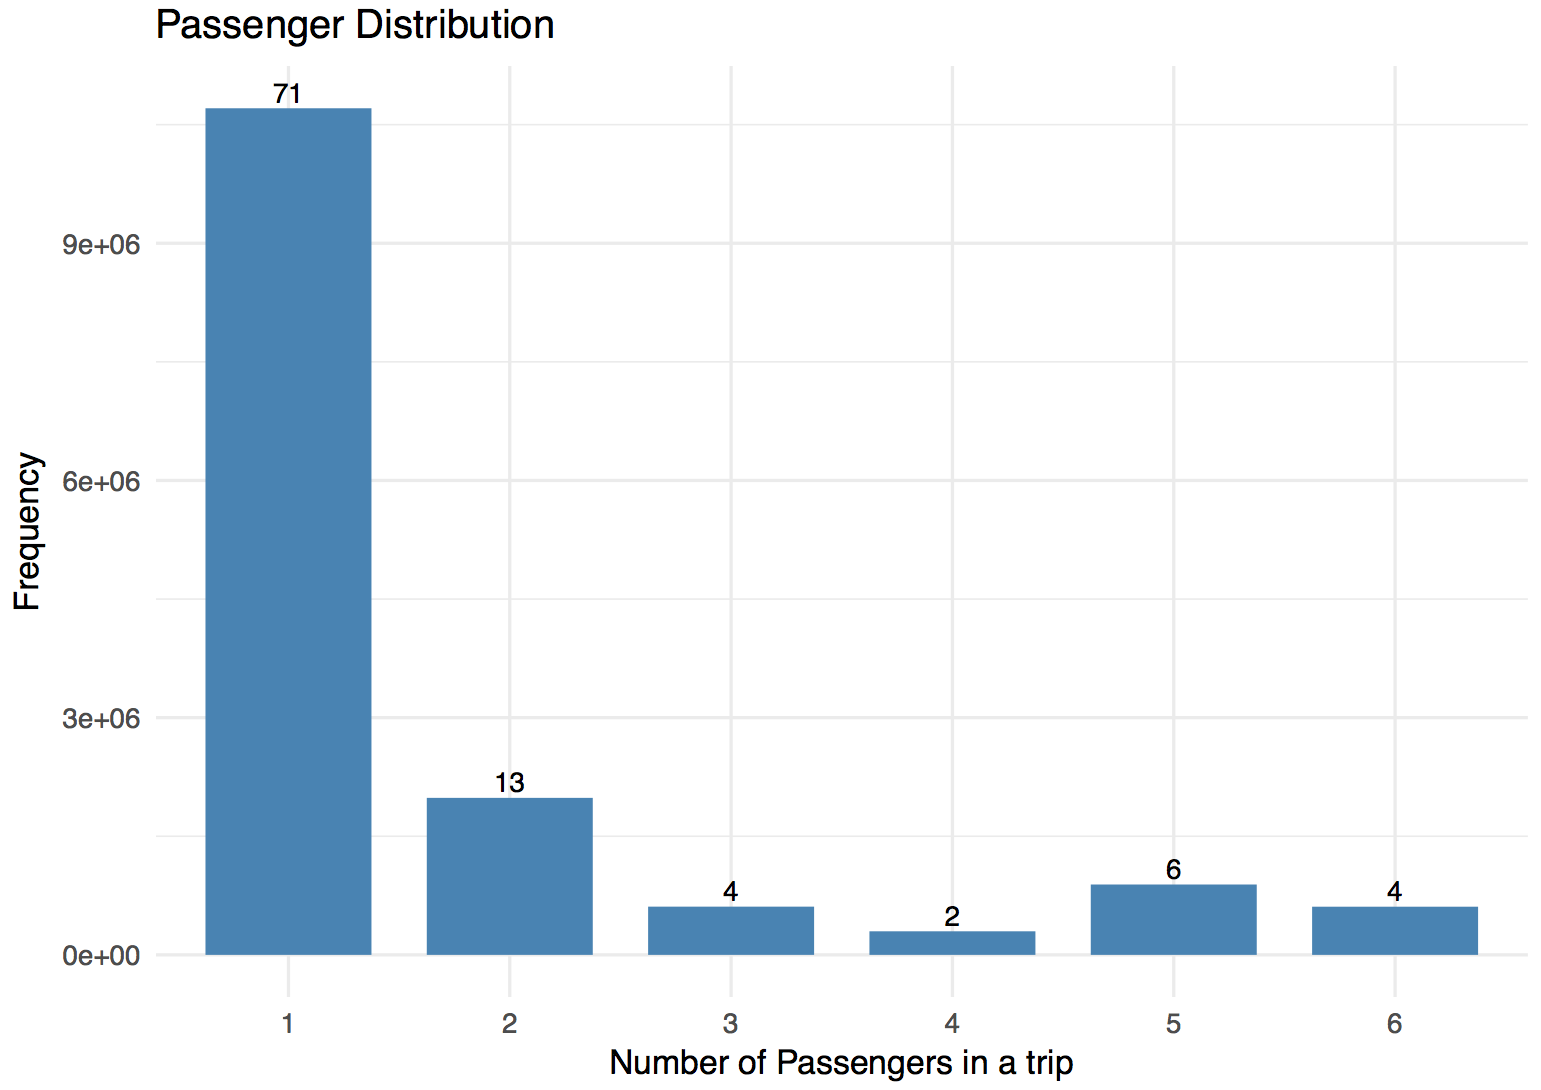 Passenger Distribution
71
9e+06
6e+06
Frequency
3e+06
13
4
2
6
4
0e+00
1 2 3 4 5 6
Number of Passengers in a trip